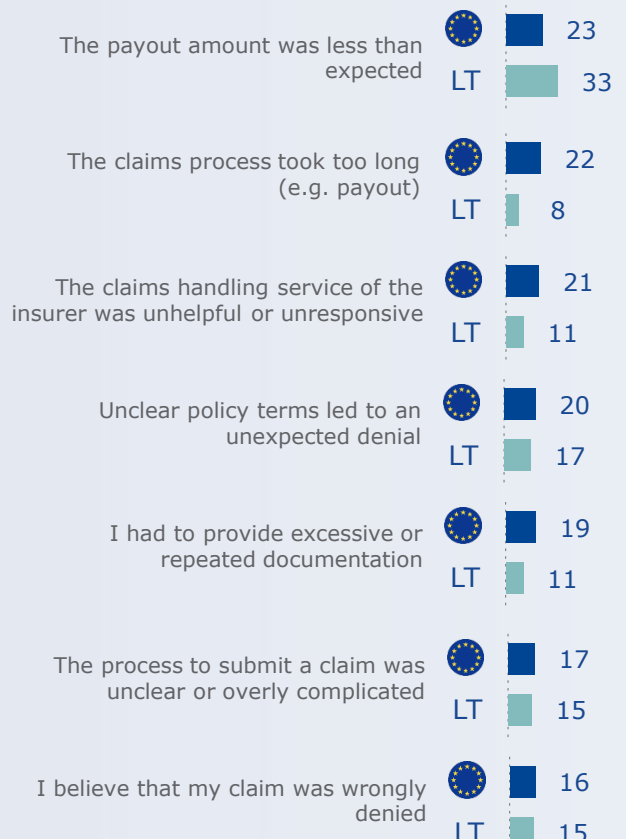 The payout amount was less than
expected
23
LT
33
The claims process took too long
(e.g. payout)
22
LT
8
The claims handling service of the
insurer was unhelpful or unresponsive
21
LT
11
Unclear policy terms led to an
unexpected denial
20
LT
17
I had to provide excessive or
repeated documentation
19
LT
11
The process to submit a claim was
unclear or overly complicated
17
LT
15
I believe that my claim was wrongly
denied
16
LT
15